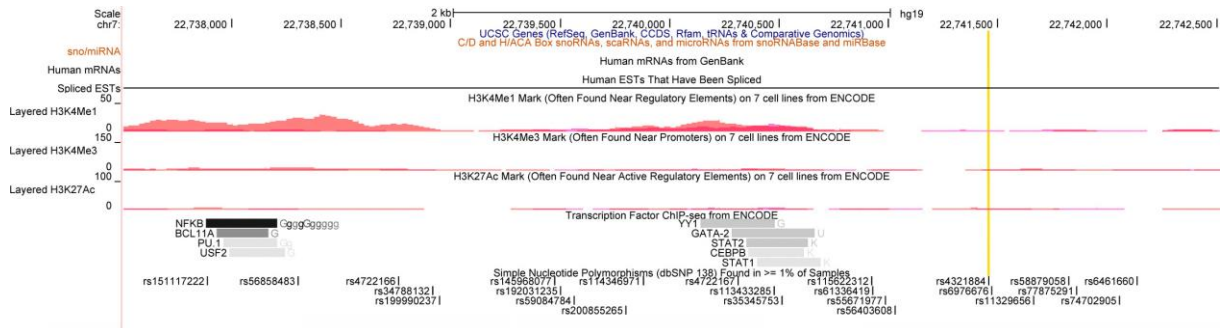 Scale 2 kb hg19
chr7: 22,738,000 22,738,500 22,739,000 22,739,500 22,740,000 22,740,500 22,741,000 22,741,500 22,742,000 22,742,500
UCSC Genes (RefSeq, GenBank, CCDS, Rfam, tRNAs & Comparative Genomics)
C/D and H/ACA Box snoRNAs, scaRNAs, and microRNAs from snoRNABase and miRBase
sno/miRNA
Human mRNAs from GenBank
Human mRNAs
Human ESTs That Have Been Spliced
Spliced ESTs
50
H3K4Me1 Mark (Often Found Near Regulatory Elements) on 7 cell lines from ENCODE
Layered H3K4Me1
0
H3K4Me3 Mark (Often Found Near Promoters) on 7 cell lines from ENCODE
150
Layered H3K4Me3
0
H3K27Ac Mark (Often Found Near Active Regulatory Elements) on 7 cell lines from ENCODE
100
Layered H3K27Ac
0
Transcription Factor ChIP-seq from ENCODE
NFKB GgggGggggg YY1 G
BCL11A G GATA-2 U
PU.1 Gg STAT2 K
USF2 G CEBPB K
STAT1 K
Simple Nucleotide Polymorphisms (dbSNP 138) Found in >= 1% of Samples
rs151117222 rs56858483 rs4722166 rs145968077 rs114346971 rs4722167 rs115622312 rs4321884 rs58879058 rs6461660
rs34788132 rs192031235 rs113433285 rs61336419 rs6976676 rs77875291
rs199990237 rs59084784 rs35345753 rs55671977 rs11329656 rs74702905
rs200855265 rs56403608